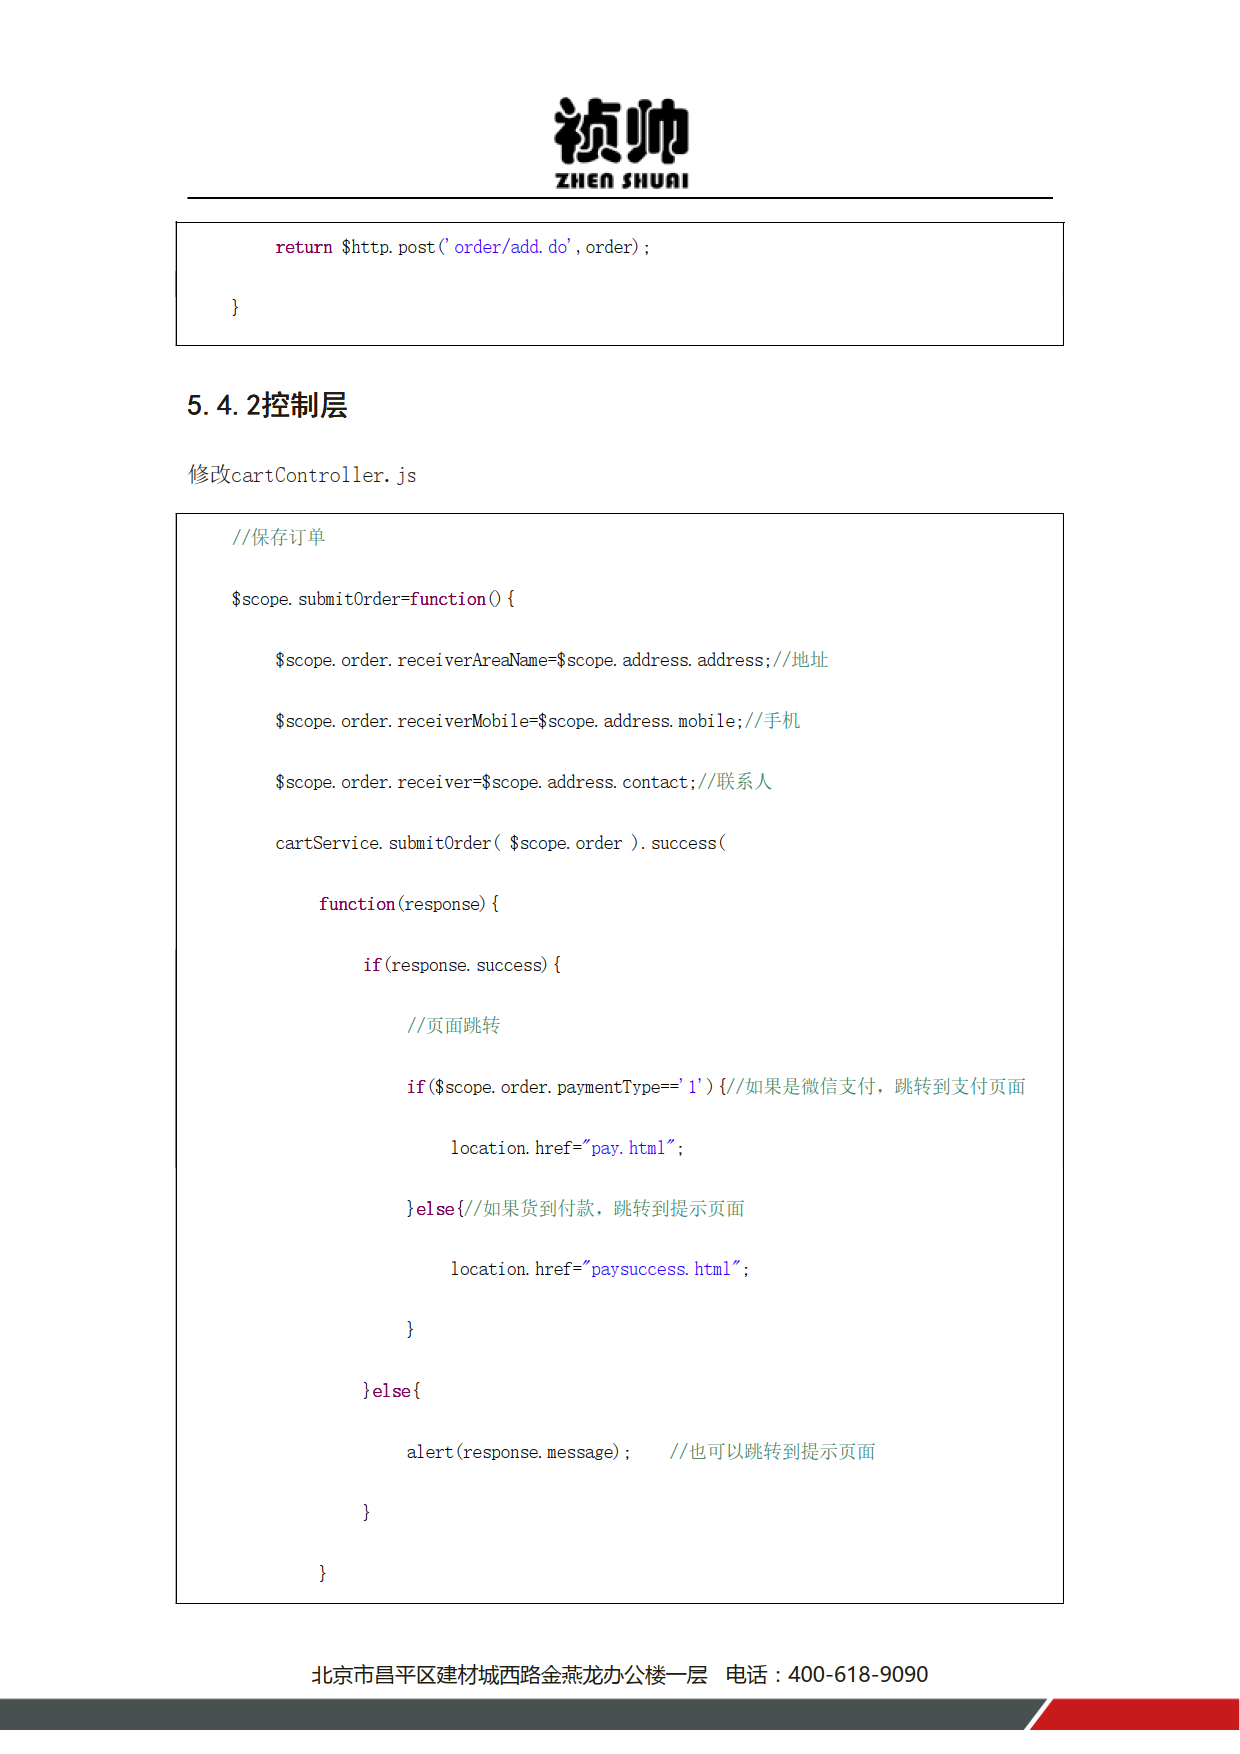 祯帅
ZHEN SHUAI
return $http.post('order/add.do',order);
}
5.4.2控制层
修改cartController.js
//保存订单
$scope.submitOrder=function(){
$scope.order.receiverAreaName=$scope.address.address;//地址
$scope.order.receiverMobile=$scope.address.mobile;//手机
$scope.order.receiver=$scope.address.contact;//联系人
cartService.submitOrder( $scope.order ).success(
function(response){
if(response.success){
//页面跳转
if($scope.order.paymentType=='1'){//如果是微信支付，跳转到支付页面
location.href="pay.html";
}else{//如果货到付款，跳转到提示页面
location.href="paysuccess.html";
}
}else{
alert(response.message); //也可以跳转到提示页面
}
}
北京市昌平区建材城西路金燕龙办公楼一层 电话：400-618-9090